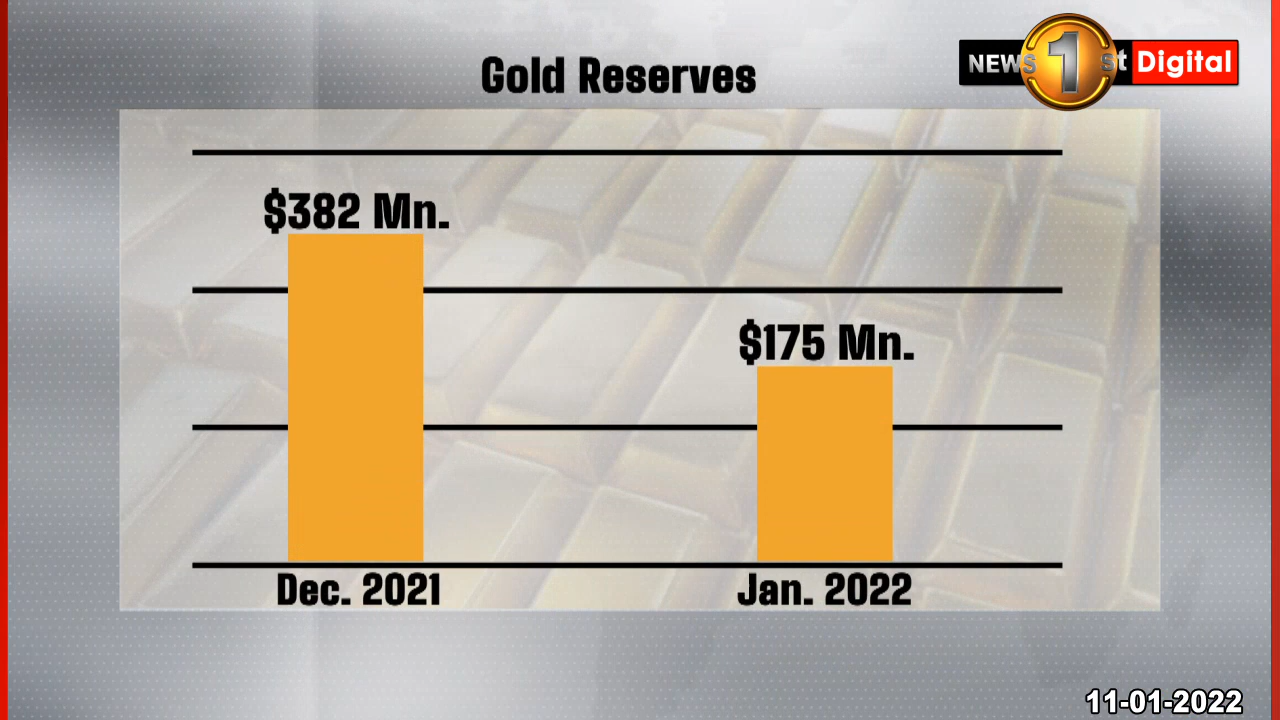 Gold Reserves
NEWS 1st Digital
$382 Mn.
$175 Mn.
Dec. 2021
Jan. 2022
11-01-2022